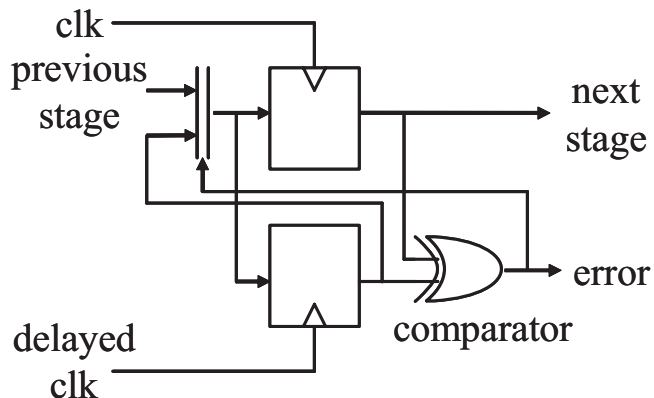 clk
previous
stage
next
stage
error
comparator
delayed
clk